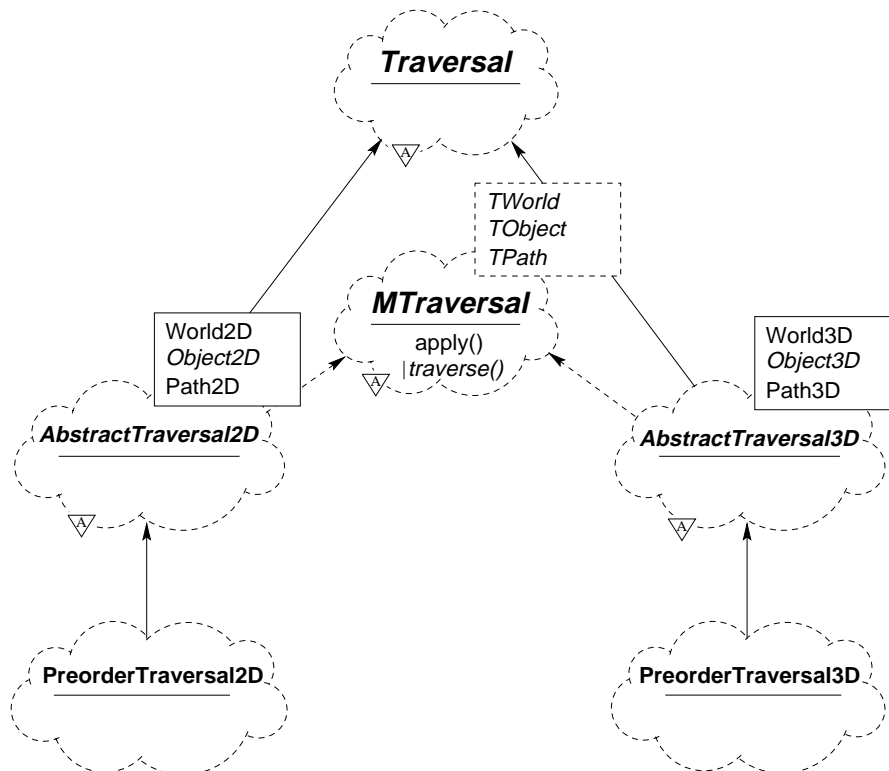 Traversal
A
TWorld
TObject
TPath
MTraversal
apply()
|traverse()
A
World2D
Object2D
Path2D
World3D
Object3D
Path3D
AbstractTraversal2D
A
AbstractTraversal3D
A
PreorderTraversal2D
PreorderTraversal3D